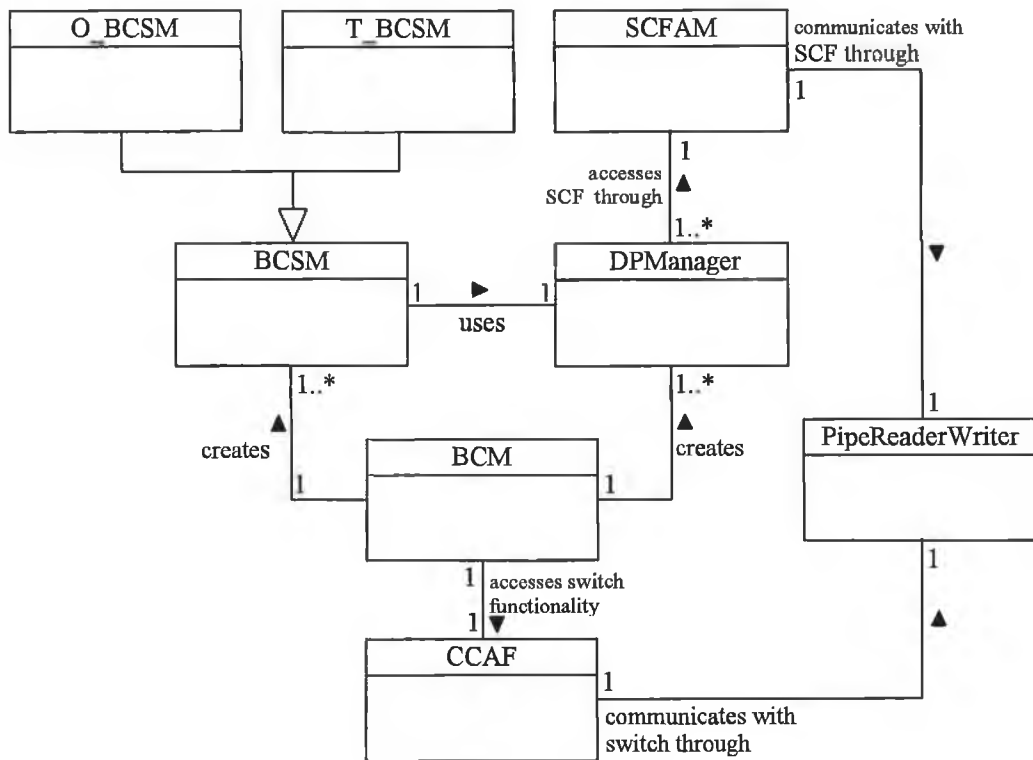 O_BCSM
T_BCSM
SCFAM
communicates with
SCF through
1
1
accesses
SCF through
1..*
BCSM
DPManager
1
1
uses
1..*
1..*
1
creates
creates
PipeReaderWriter
BCM
1
1
1
1
accesses switch
functionality
1
CCAF
1
communicates with
switch through